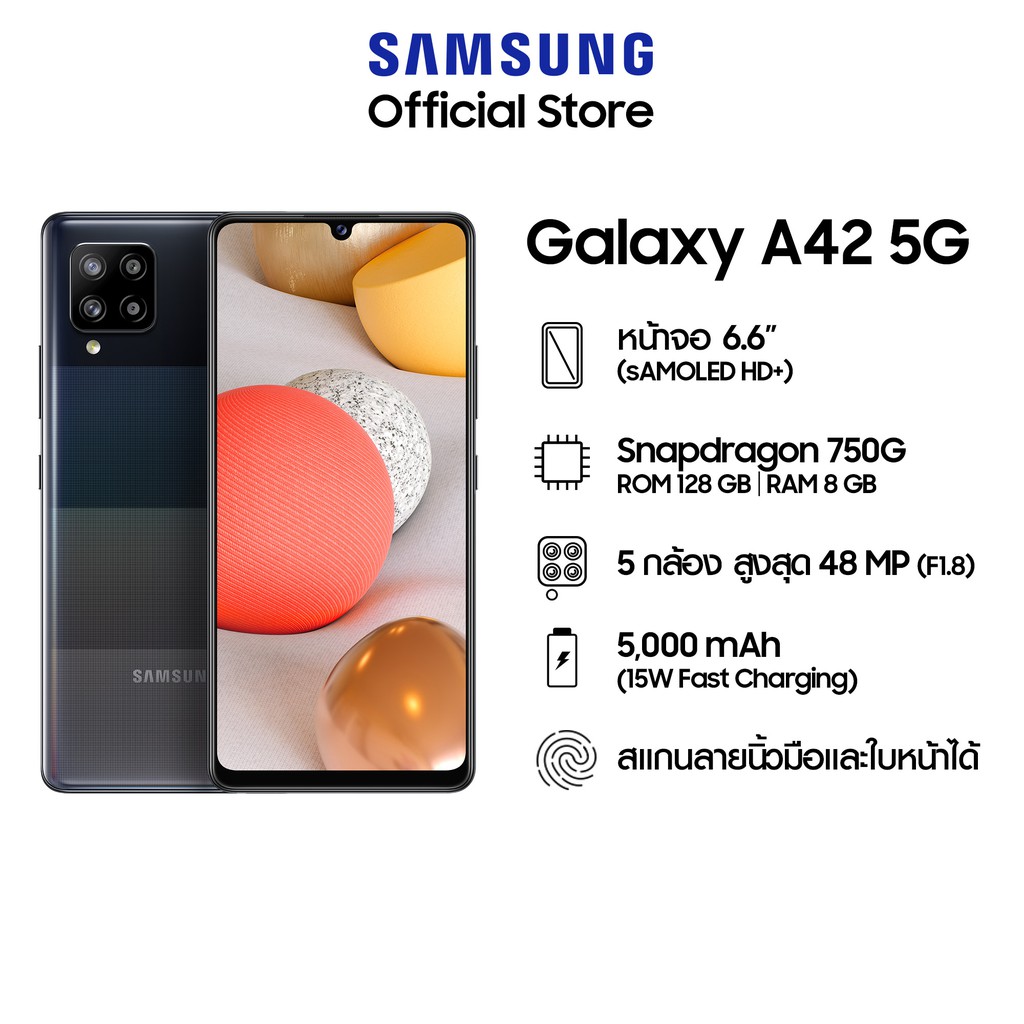 SAMSUNG
Official Store
Galaxy A42 5G
หน้าจอ 6.6”
(sAMOLED HD+)
Snapdragon 750G
ROM 128 GB | RAM 8 GB
5 กล้อง สูงสุด 48 MP (F1.8)
5,000 mAh
(15W Fast Charging)
สแกนลายนิ้วมือและใบหน้าได้
SAMSUN